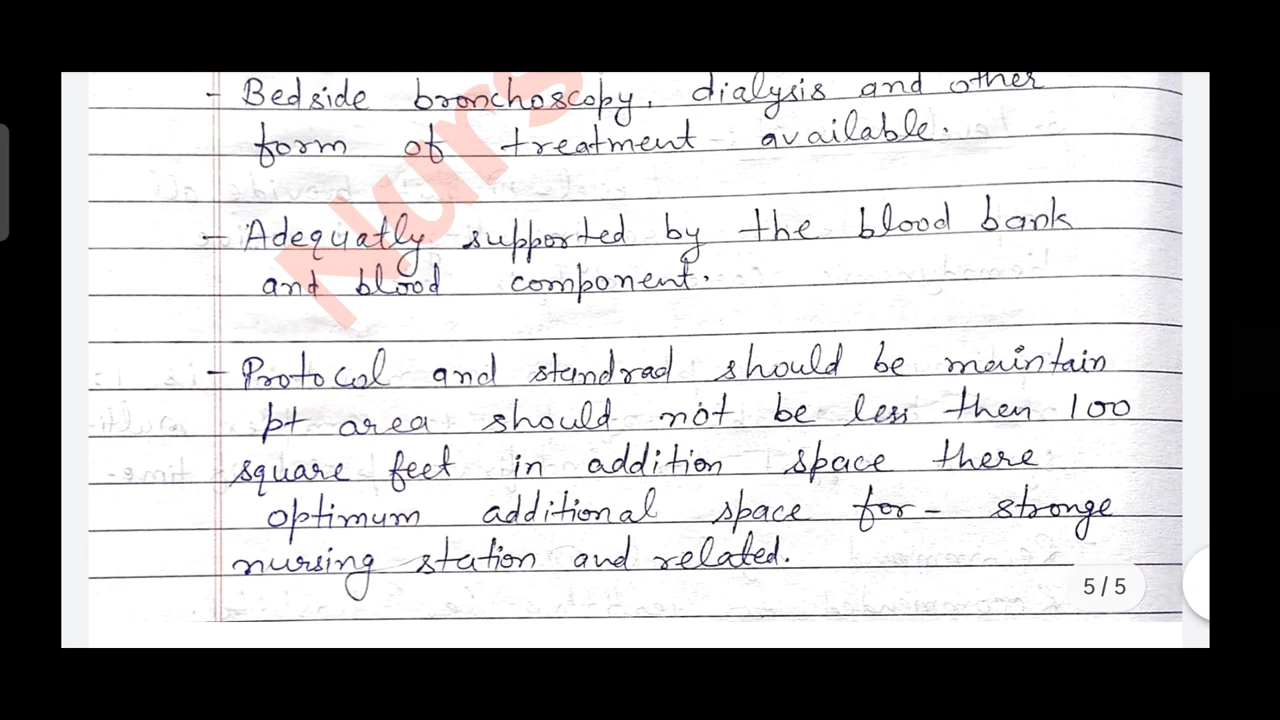 - Bedside bronchoscopy, dialysis and other
form of treatment available.
- Adequatly supported by the blood bank
and blood component.
- Protocol and standrad should be maintain
pt area should not be less then 100
square feet in addition space there
optimum additional space for - stronge
nursing station and related.
5/5
Nurs